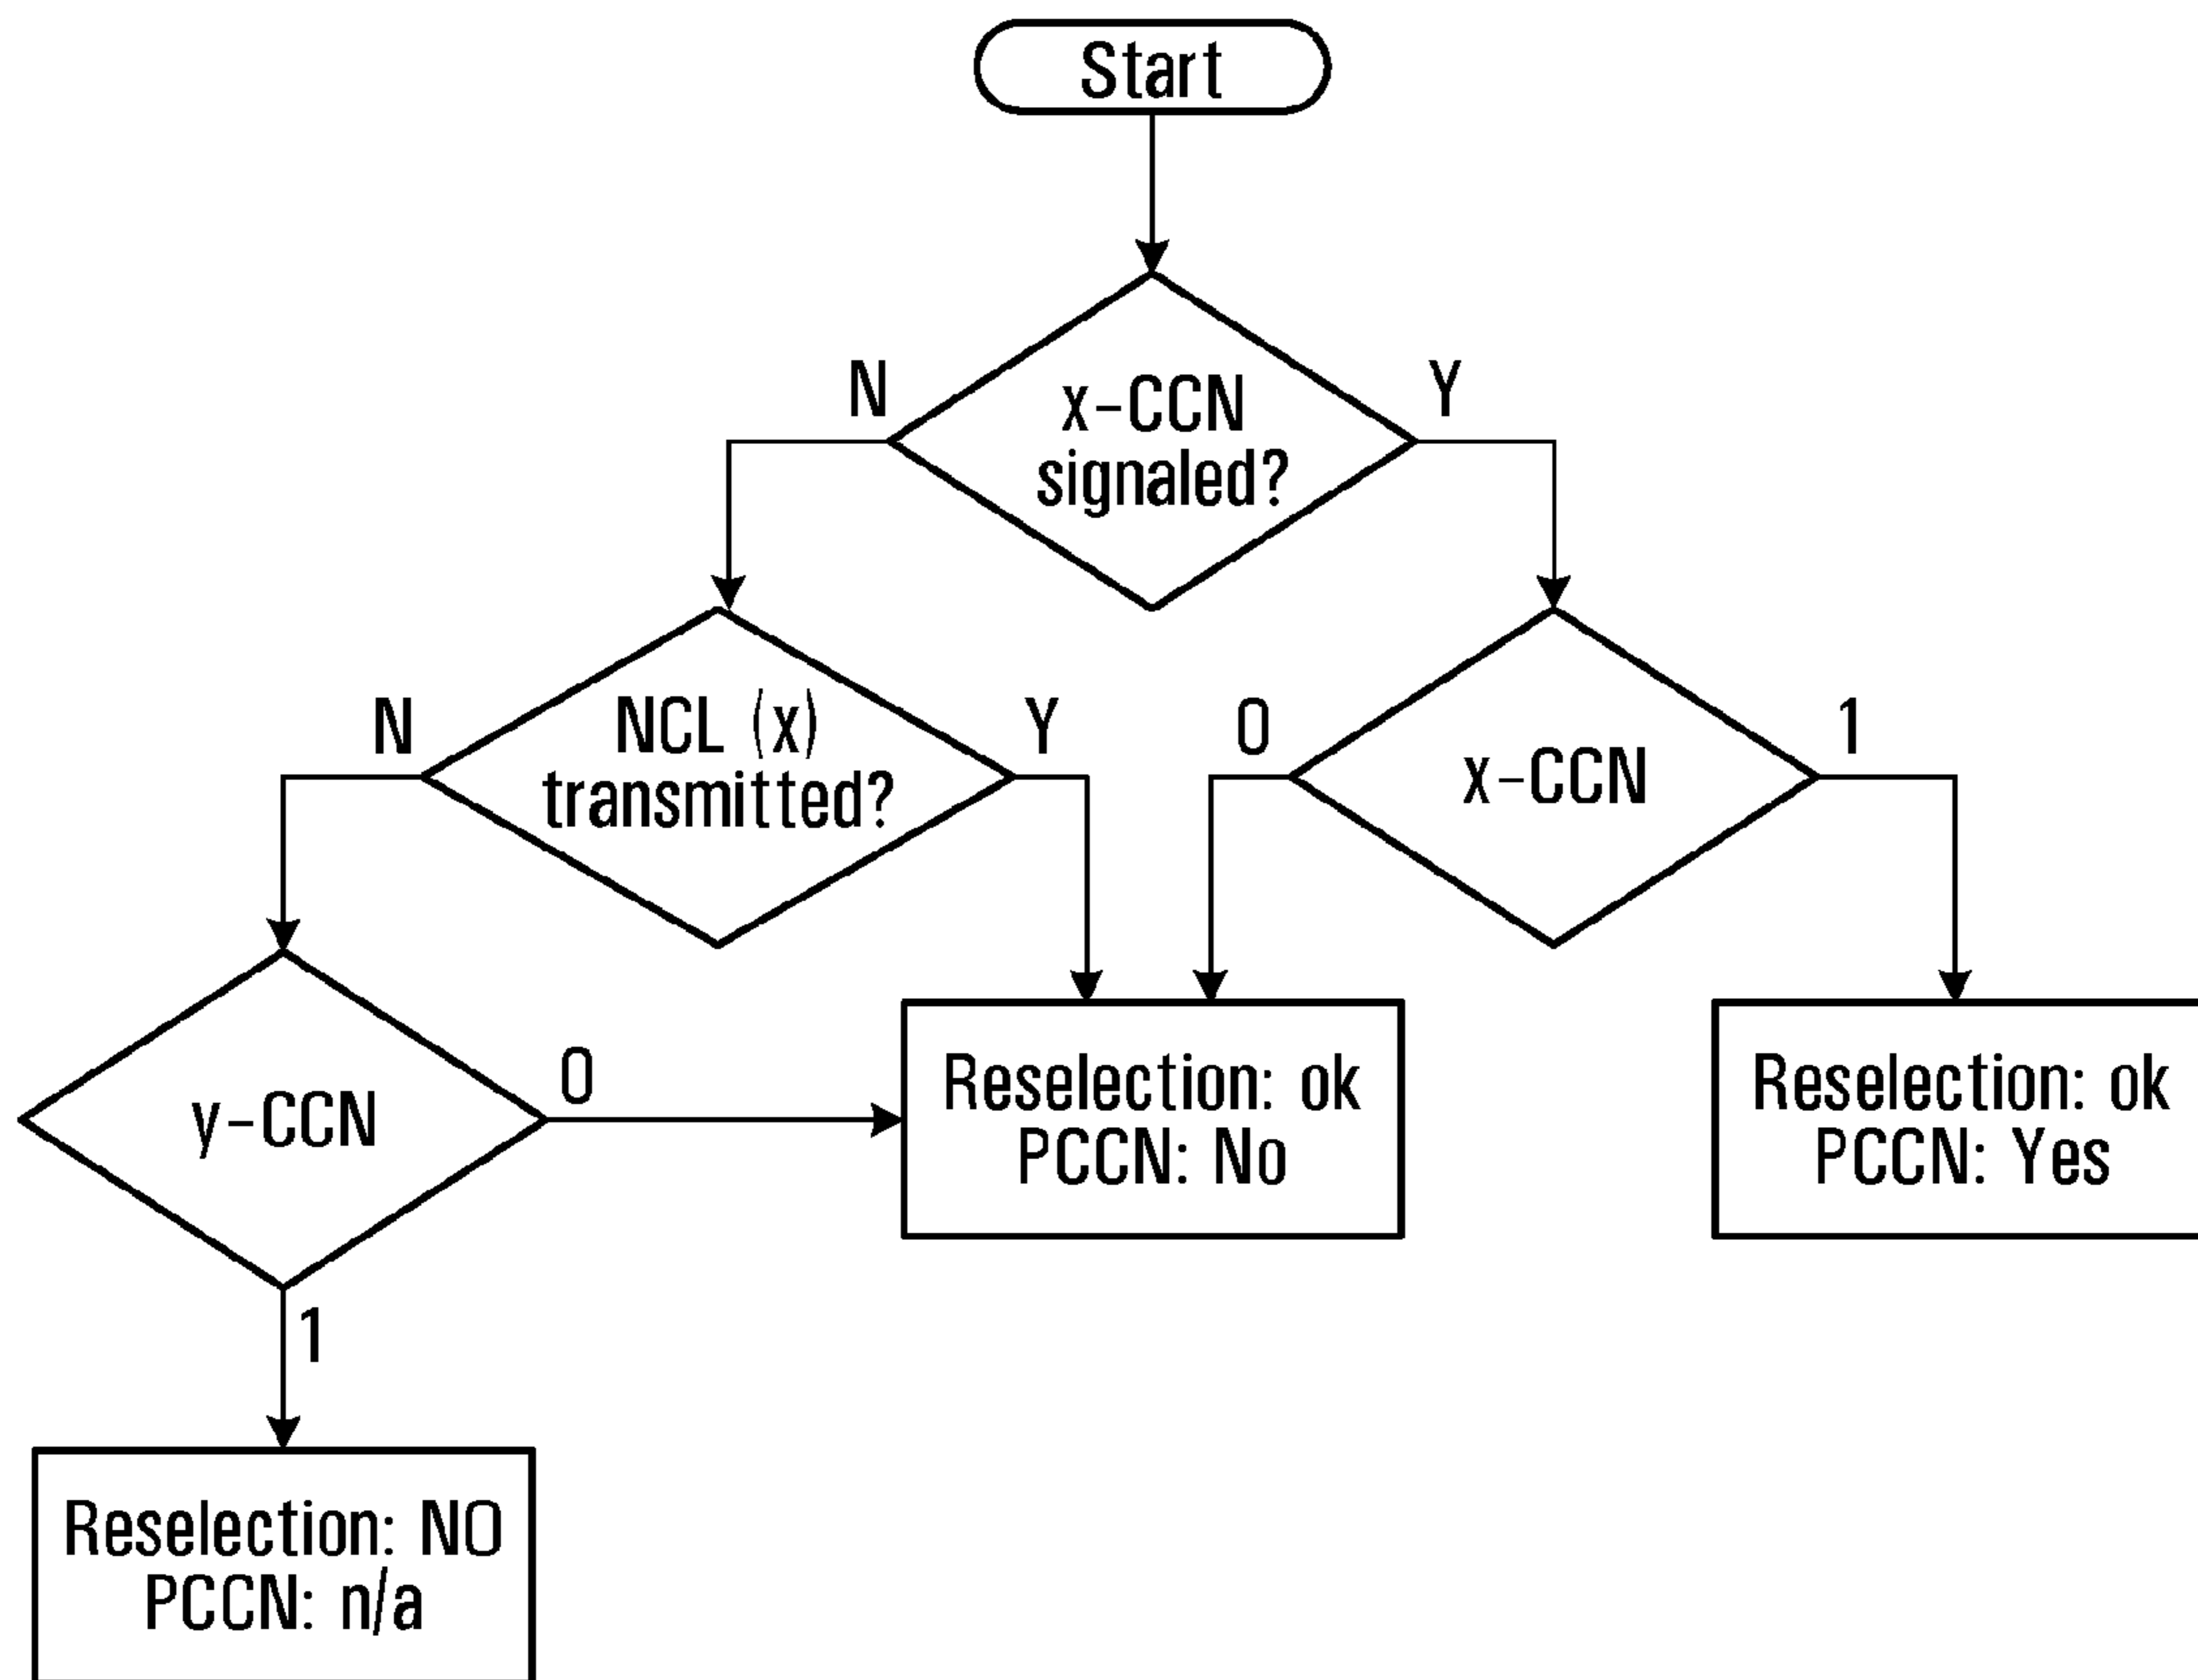 Start
N
x-CCN
signaled?
Y
N
NCL (x)
transmitted?
Y
0
x-CCN
1
y-CCN
0
Reselection: ok
PCCN: No
Reselection: ok
PCCN: Yes
1
Reselection: NO
PCCN: n/a